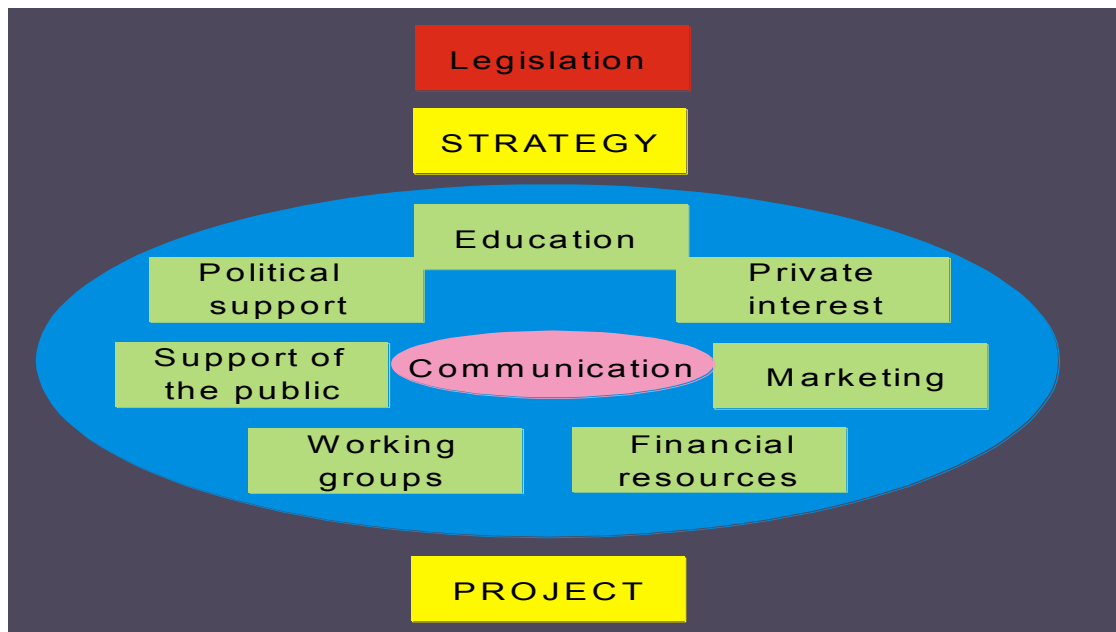 Legislation
STRATEGY
Education
Political
support
Private
interest
Support of
the public
Communication
Marketing
Working
groups
Financial
resources
PROJECT